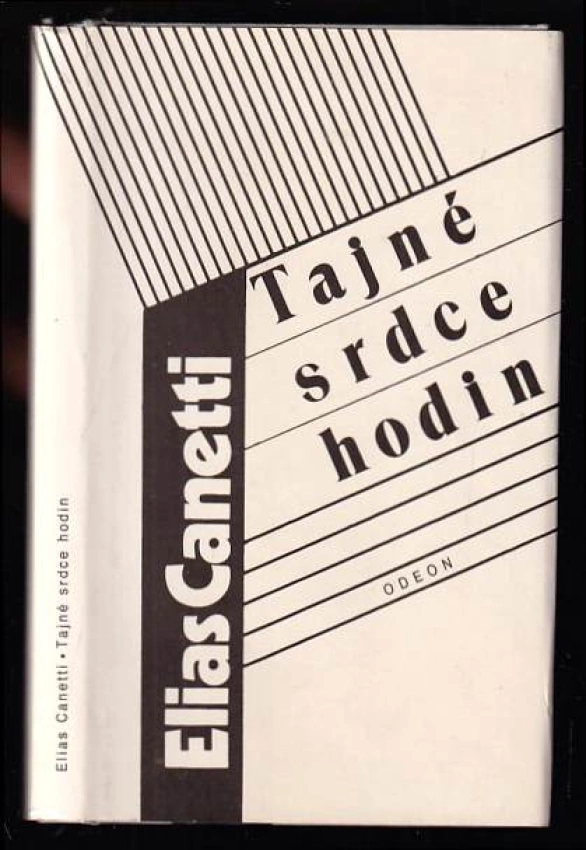 Tajné
srdce
hodin
Elias Canetti
ODEON
Elias Canetti • Tajné srdce hodin